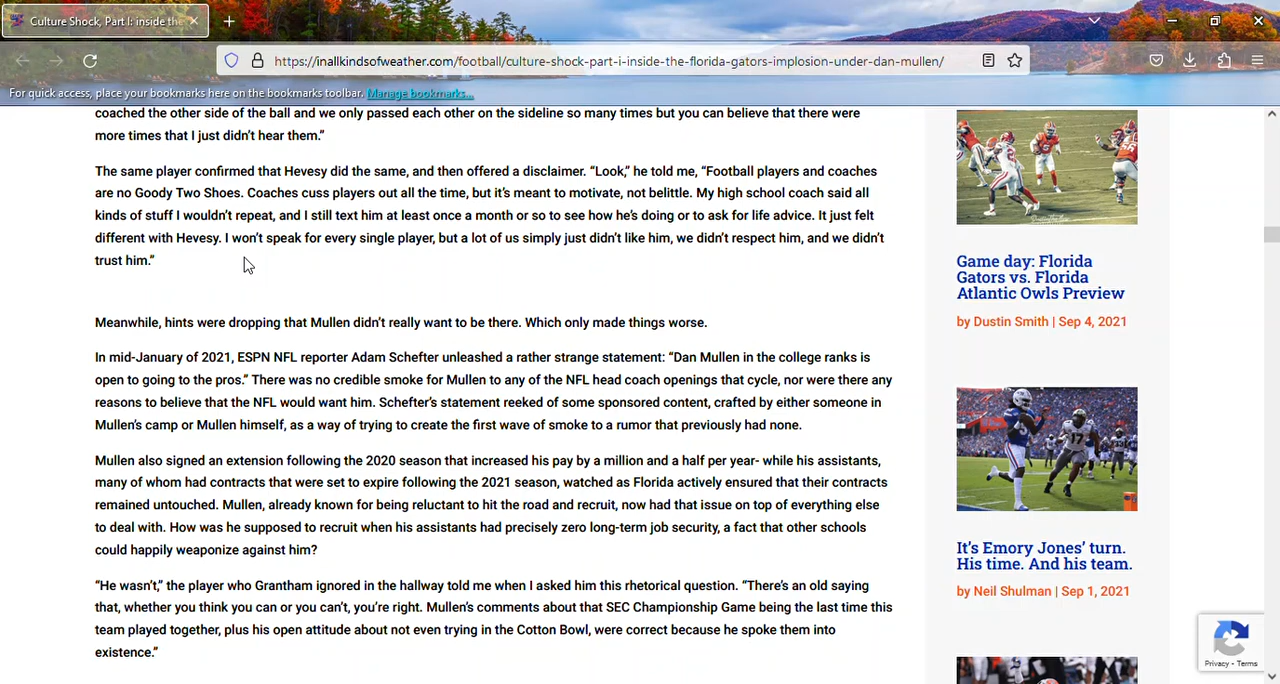 Culture Shock, Part I: inside the
https://inallkindsofweather.com/football/culture-shock-part-i-inside-the-florida-gators-implosion-under-dan-mullen/
For quick access, place your bookmarks here on the bookmarks toolbar. Manage bookmarks...
coached the other side of the ball and we only passed each other on the sideline so many times but you can believe that there were
more times that I just didn't hear them.”
The same player confirmed that Hevesy did the same, and then offered a disclaimer. “Look,” he told me, “Football players and coaches
are no Goody Two Shoes. Coaches cuss players out all the time, but it's meant to motivate, not belittle. My high school coach said all
kinds of stuff I wouldn't repeat, and I still text him at least once a month or so to see how he's doing or to ask for life advice. It just felt
different with Hevesy. I won't speak for every single player, but a lot of us simply just didn't like him, we didn't respect him, and we didn't
trust him.”
Meanwhile, hints were dropping that Mullen didn't really want to be there. Which only made things worse.
In mid-January of 2021, ESPN NFL reporter Adam Schefter unleashed a rather strange statement: “Dan Mullen in the college ranks is
open to going to the pros.” There was no credible smoke for Mullen to any of the NFL head coach openings that cycle, nor were there any
reasons to believe that the NFL would want him. Schefter's statement reeked of some sponsored content, crafted by either someone in
Mullen's camp or Mullen himself, as a way of trying to create the first wave of smoke to a rumor that previously had none.
Mullen also signed an extension following the 2020 season that increased his pay by a million and a half per year- while his assistants,
many of whom had contracts that were set to expire following the 2021 season, watched as Florida actively ensured that their contracts
remained untouched. Mullen, already known for being reluctant to hit the road and recruit, now had that issue on top of everything else
to deal with. How was he supposed to recruit when his assistants had precisely zero long-term job security, a fact that other schools
could happily weaponize against him?
“He wasn't,” the player who Grantham ignored in the hallway told me when I asked him this rhetorical question. “There's an old saying
that, whether you think you can or you can't, you're right. Mullen's comments about that SEC Championship Game being the last time this
team played together, plus his open attitude about not even trying in the Cotton Bowl, were correct because he spoke them into
existence.”
Game day: Florida
Gators vs. Florida
Atlantic Owls Preview
by Dustin Smith | Sep 4, 2021
17
It's Emory Jones' turn.
His time. And his team.
by Neil Shulman | Sep 1, 2021
Privacy - Terms